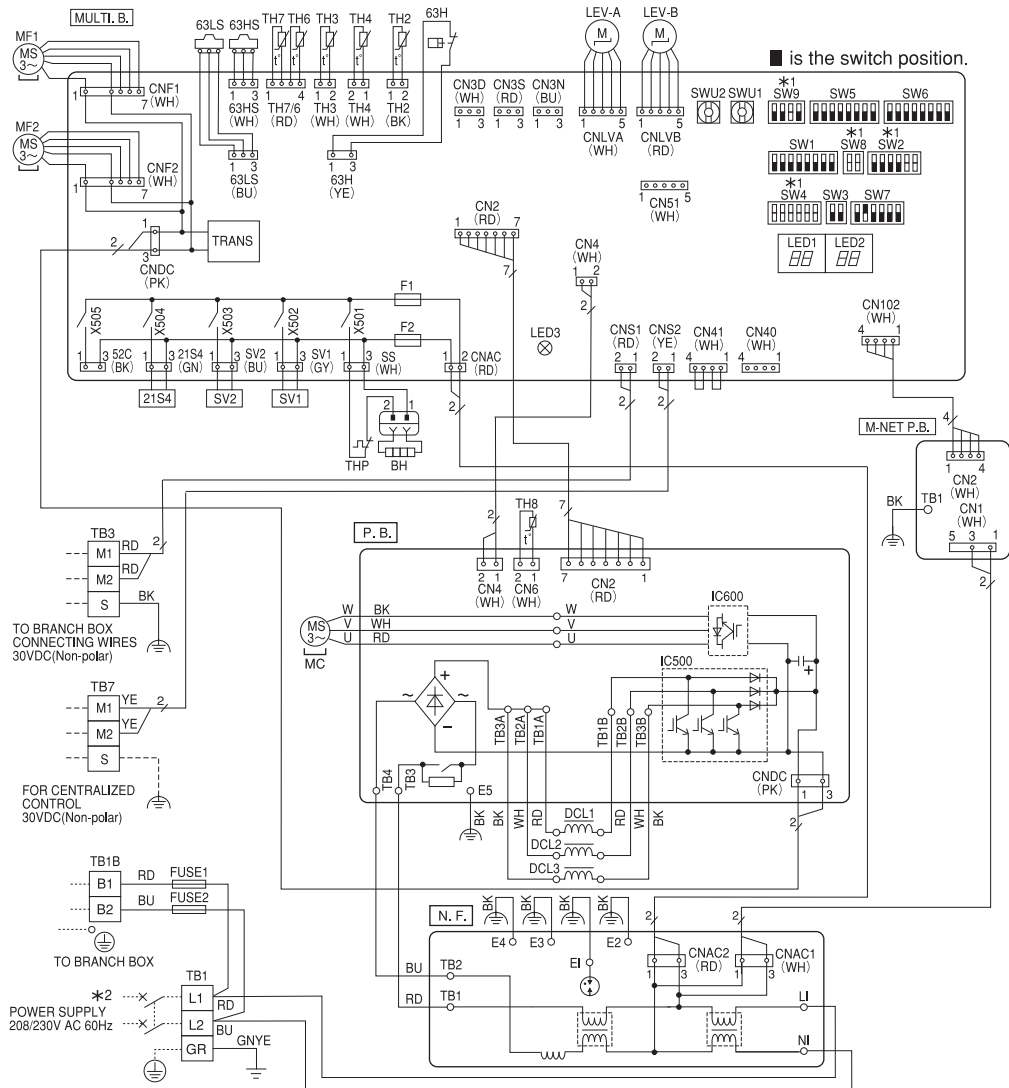 MULTI. B.
63LS 63HS TH7 TH6 TH3 TH4 TH2 63H LEV-A LEV-B
MF1
MS
3~
t° t° t° t°
M M
■ is the switch position.
1 7
CNF1
(WH)
1 3
63HS
(WH)
1 4
TH7/6
(RD)
1 2
TH3
(WH)
2 1
TH4
(WH)
1 2
TH2
(BK)
CN3D
(WH)
1 3
CN3S
(RD)
1 3
CN3N
(BU)
1 3
1 5
CNLVA
(WH)
1 5
CNLVB
(RD)
SWU2 SWU1
*1
SW9 SW5 SW6
MF2
MS
3~
1 7
CNF2
(WH)
1 3
63LS
(BU)
1 3
63H
(YE)
*1 *1
SW1 SW8 SW2
1 5
CN51
(WH)
*1
SW4 SW3 SW7
LED1 LED2
88 88
CN2
(RD)
1 7
7
CN4
(WH)
1 2
2
2
1
3
CNDC
(PK)
TRANS
F1
F2
X505 X504 X503 X502 X501
LED3
1 3
52C
(BK)
1 3
21S4
(GN)
1 3
SV2
(BU)
1 3
SV1
(GY)
1 3
SS
(WH)
1 2
CNAC
(RD)
2
CNS1
(RD)
2 1
2
CNS2
(YE)
2 1
2
CN41
(WH)
4 1
CN40
(WH)
4 1
CN102
(WH)
4 1
21S4 SV2 SV1
2 1
THP BH
4
M-NET P.B.
1 4
CN2
(WH)
BK
TB1
CN1
(WH)
5 3 1
2
TB3
M1 RD 2
M2 RD
S BK
TO BRANCH BOX
CONNECTING WIRES
30VDC(Non-polar)
P. B.
2
TH8
t°
7
2 1
CN4
(WH)
2 1
CN6
(WH)
7 1
CN2
(RD)
MS
3~
MC
W BK W
V WH V
U RD U
IC600
+
IC500
+
~ ~
−
TB3A TB2A TB1A
TB1B TB2B TB3B
TB4 TB3 E5
BK
CNDC
(PK)
1 3
2
TB7
M1 YE 2
M2 YE
S
FOR CENTRALIZED
CONTROL
30VDC(Non-polar)
BK WH RD
DCL1
DCL2
DCL3
RD WH BK
TB1B
B1 RD FUSE1
B2 BU FUSE2
TO BRANCH BOX
N. F.
BK BK BK BK
E4 E3 EI E2
2 2
1 3
CNAC2
(RD)
1 3
CNAC1
(WH)
BU TB2
RD TB1
LI
NI
*2
POWER SUPPLY
208/230V AC 60Hz
TB1
L1 RD
L2 BU
GR GNYE